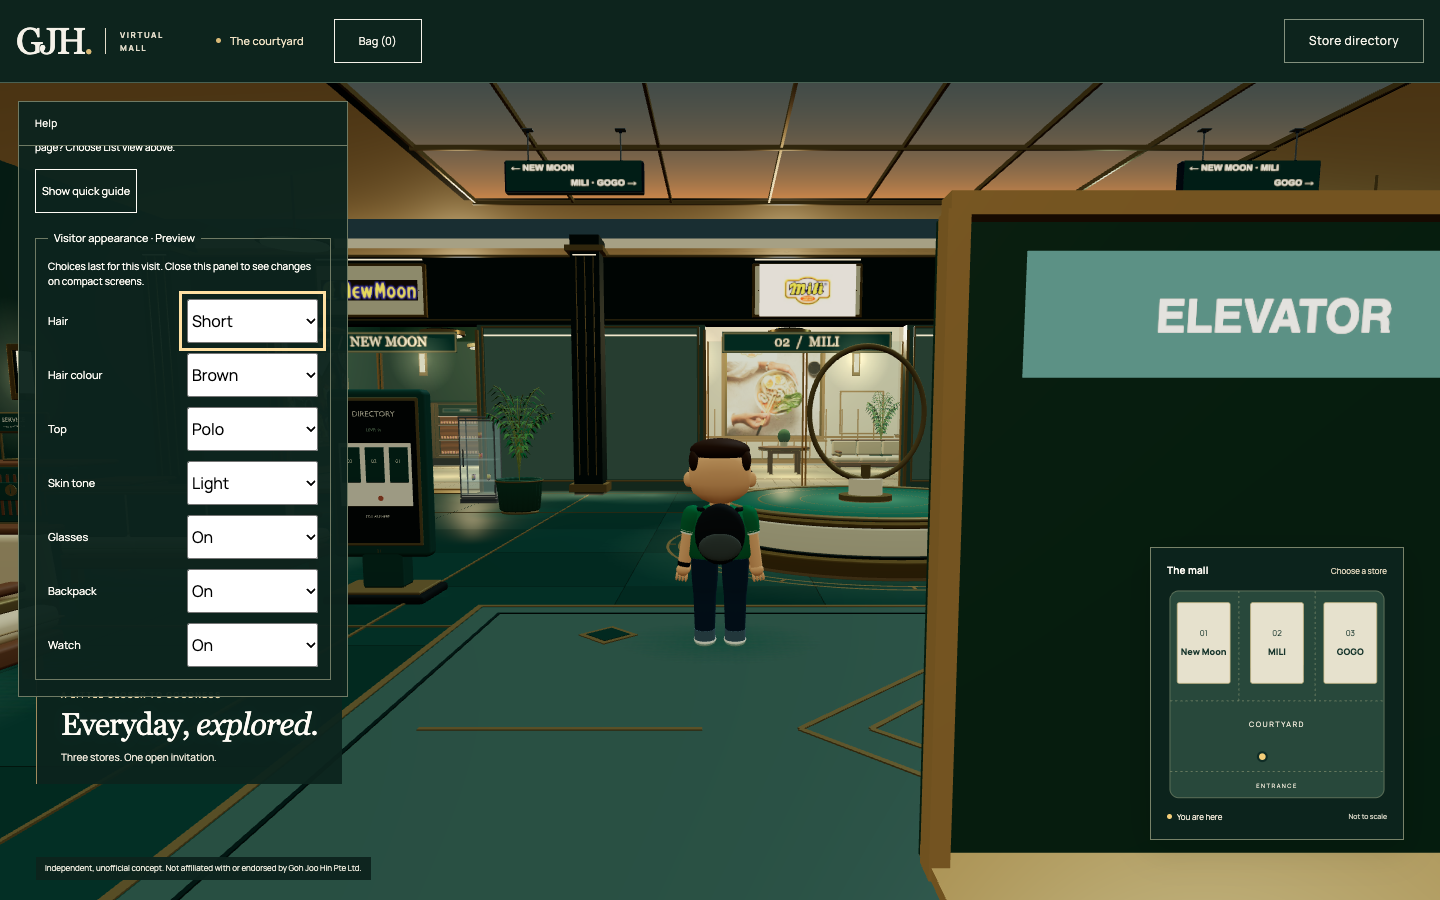 GJH.
VIRTUAL
MALL
The courtyard
Bag (0)
Store directory
Help
page? Choose List view above.
Show quick guide
Visitor appearance · Preview
Choices last for this visit. Close this panel to see changes
on compact screens.
Hair
Short
Hair colour
Brown
Top
Polo
Skin tone
Light
Glasses
On
Backpack
On
Watch
On
Everyday, explored.
Three stores. One open invitation.
Independent, unofficial concept. Not affiliated with or endorsed by Goh Joo Hin Pte Ltd.
← NEW MOON
MILI · GOGO →
← NEW MOON · MILI
GOGO →
NewMoon
mili
NEW MOON
02 / MILI
DIRECTORY
ELEVATOR
The mall
Choose a store
01
New Moon
02
MILI
03
GOGO
COURTYARD
ENTRANCE
You are here
Not to scale